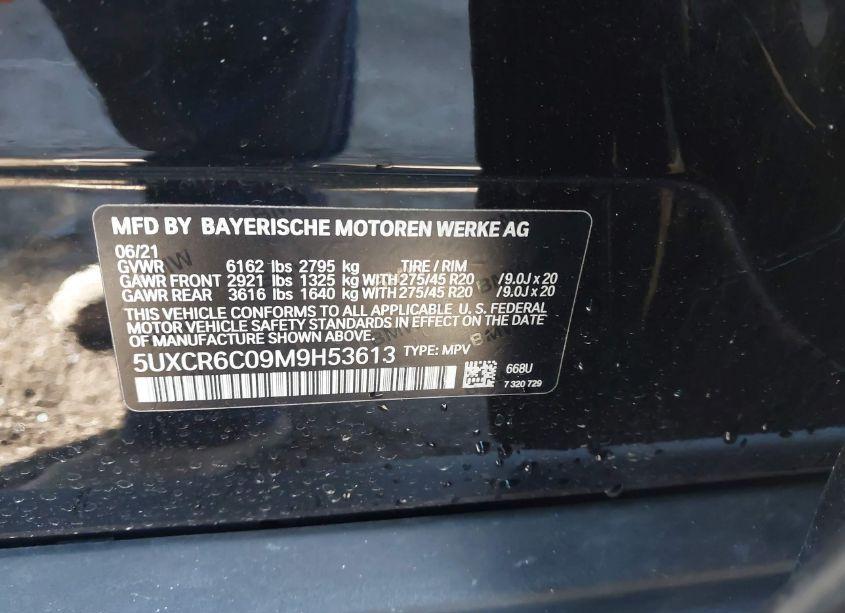 MFD BY BAYERISCHE MOTOREN WERKE AG
06/21
GVWR 6162 lbs 2795 kg TIRE / RIM
GAWR FRONT 2921 lbs 1325 kg WITH 275/45 R20 /9.0J x 20
GAWR REAR 3616 lbs 1640 kg WITH 275/45 R20 /9.0J x 20
THIS VEHICLE CONFORMS TO ALL APPLICABLE U. S. FEDERAL
MOTOR VEHICLE SAFETY STANDARDS IN EFFECT ON THE DATE
OF MANUFACTURE SHOWN ABOVE.
5UXCR6C09M9H53613 TYPE: MPV
668U
7 320 729